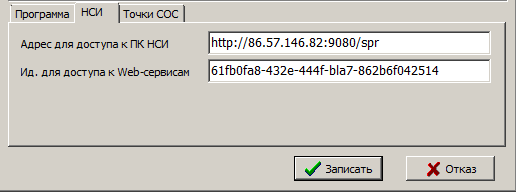 Программа НСИ Точки СОС
Адрес для доступа к ПК НСИ http://86.57.146.82:9080/spr
Ид. для доступа к Web-сервисам 61fb0fa8-432e-444f-bla7-862b6f042514
Записать Отказ